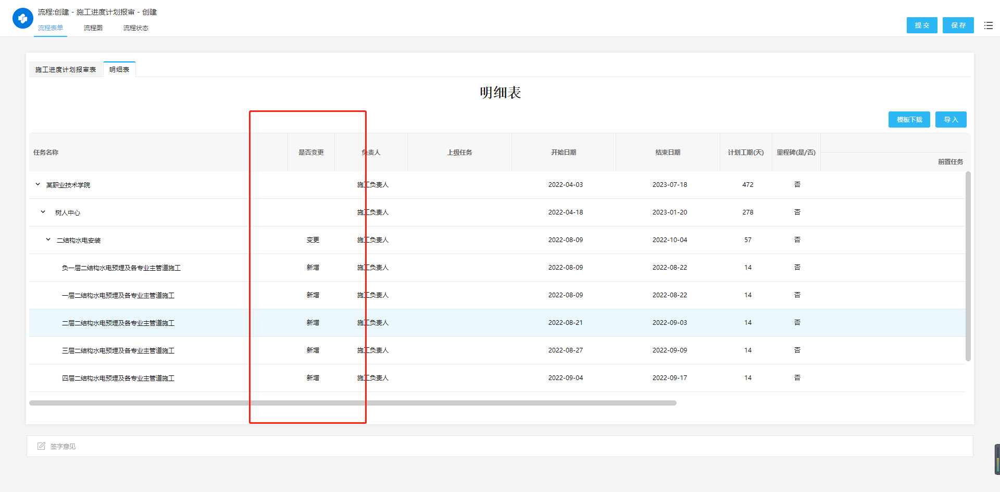 流程:创建 - 施工进度计划报审 - 创建
流程表单 流程图 流程状态
提交 保存
施工进度计划报审表 明细表
明细表
模板下载 导入
任务名称 是否变更 负责人 上级任务 开始日期 结束日期 计划工期(天) 里程碑(是/否) 前置任务
某职业技术学院 施工负责人 2022-04-03 2023-07-18 472 否
树人中心 施工负责人 2022-04-18 2023-01-20 278 否
二结构水电安装 变更 施工负责人 2022-08-09 2022-10-04 57 否
负一层二结构水电预埋及各专业主管道施工 新增 施工负责人 2022-08-09 2022-08-22 14 否
一层二结构水电预埋及各专业主管道施工 新增 施工负责人 2022-08-09 2022-08-22 14 否
二层二结构水电预埋及各专业主管道施工 新增 施工负责人 2022-08-21 2022-09-03 14 否
三层二结构水电预埋及各专业主管道施工 新增 施工负责人 2022-08-27 2022-09-09 14 否
四层二结构水电预埋及各专业主管道施工 新增 施工负责人 2022-09-04 2022-09-17 14 否
签字意见